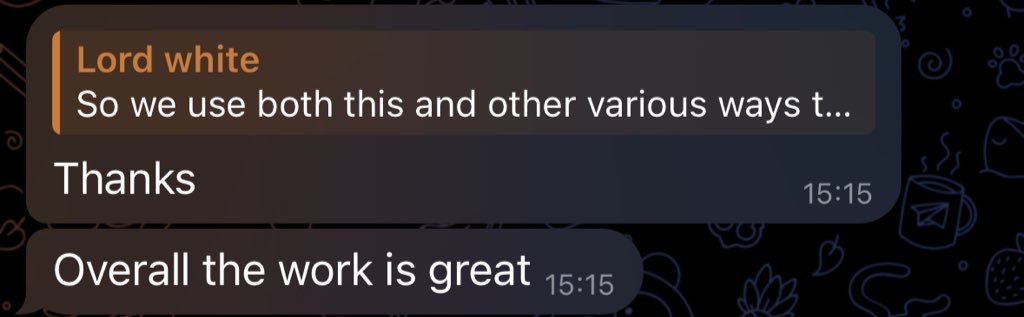 Lord white
So we use both this and other various ways t...
Thanks
15:15
Overall the work is great 15:15